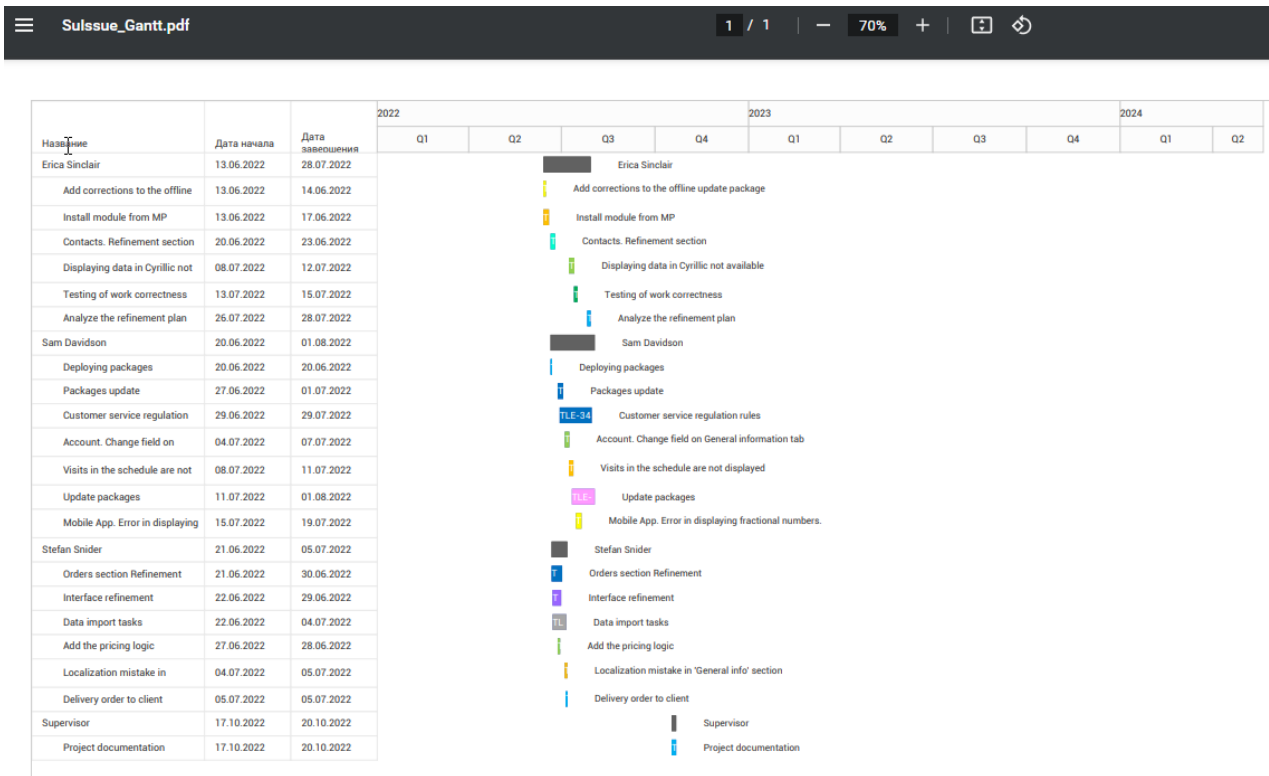 SuIssue_Gantt.pdf 1 / 1 70%
2022 2023 2024
Название Дата начала Дата завершения Q1 Q2 Q3 Q4 Q1 Q2 Q3 Q4 Q1 Q2
Erica Sinclair 13.06.2022 28.07.2022 Erica Sinclair
Add corrections to the offline 13.06.2022 14.06.2022 Add corrections to the offline update package
Install module from MP 13.06.2022 17.06.2022 T Install module from MP
Contacts. Refinement section 20.06.2022 23.06.2022 T Contacts. Refinement section
Displaying data in Cyrillic not 08.07.2022 12.07.2022 T Displaying data in Cyrillic not available
Testing of work correctness 13.07.2022 15.07.2022 T Testing of work correctness
Analyze the refinement plan 26.07.2022 28.07.2022 T Analyze the refinement plan
Sam Davidson 20.06.2022 01.08.2022 Sam Davidson
Deploying packages 20.06.2022 20.06.2022 Deploying packages
Packages update 27.06.2022 01.07.2022 T Packages update
Customer service regulation 29.06.2022 29.07.2022 TLE-34 Customer service regulation rules
Account. Change field on 04.07.2022 07.07.2022 T Account. Change field on General information tab
Visits in the schedule are not 08.07.2022 11.07.2022 T Visits in the schedule are not displayed
Update packages 11.07.2022 01.08.2022 TLE- Update packages
Mobile App. Error in displaying 15.07.2022 19.07.2022 T Mobile App. Error in displaying fractional numbers.
Stefan Snider 21.06.2022 05.07.2022 Stefan Snider
Orders section Refinement 21.06.2022 30.06.2022 T Orders section Refinement
Interface refinement 22.06.2022 29.06.2022 T Interface refinement
Data import tasks 22.06.2022 04.07.2022 TL Data import tasks
Add the pricing logic 27.06.2022 28.06.2022 Add the pricing logic
Localization mistake in 04.07.2022 05.07.2022 Localization mistake in 'General info' section
Delivery order to client 05.07.2022 05.07.2022 Delivery order to client
Supervisor 17.10.2022 20.10.2022 Supervisor
Project documentation 17.10.2022 20.10.2022 T Project documentation